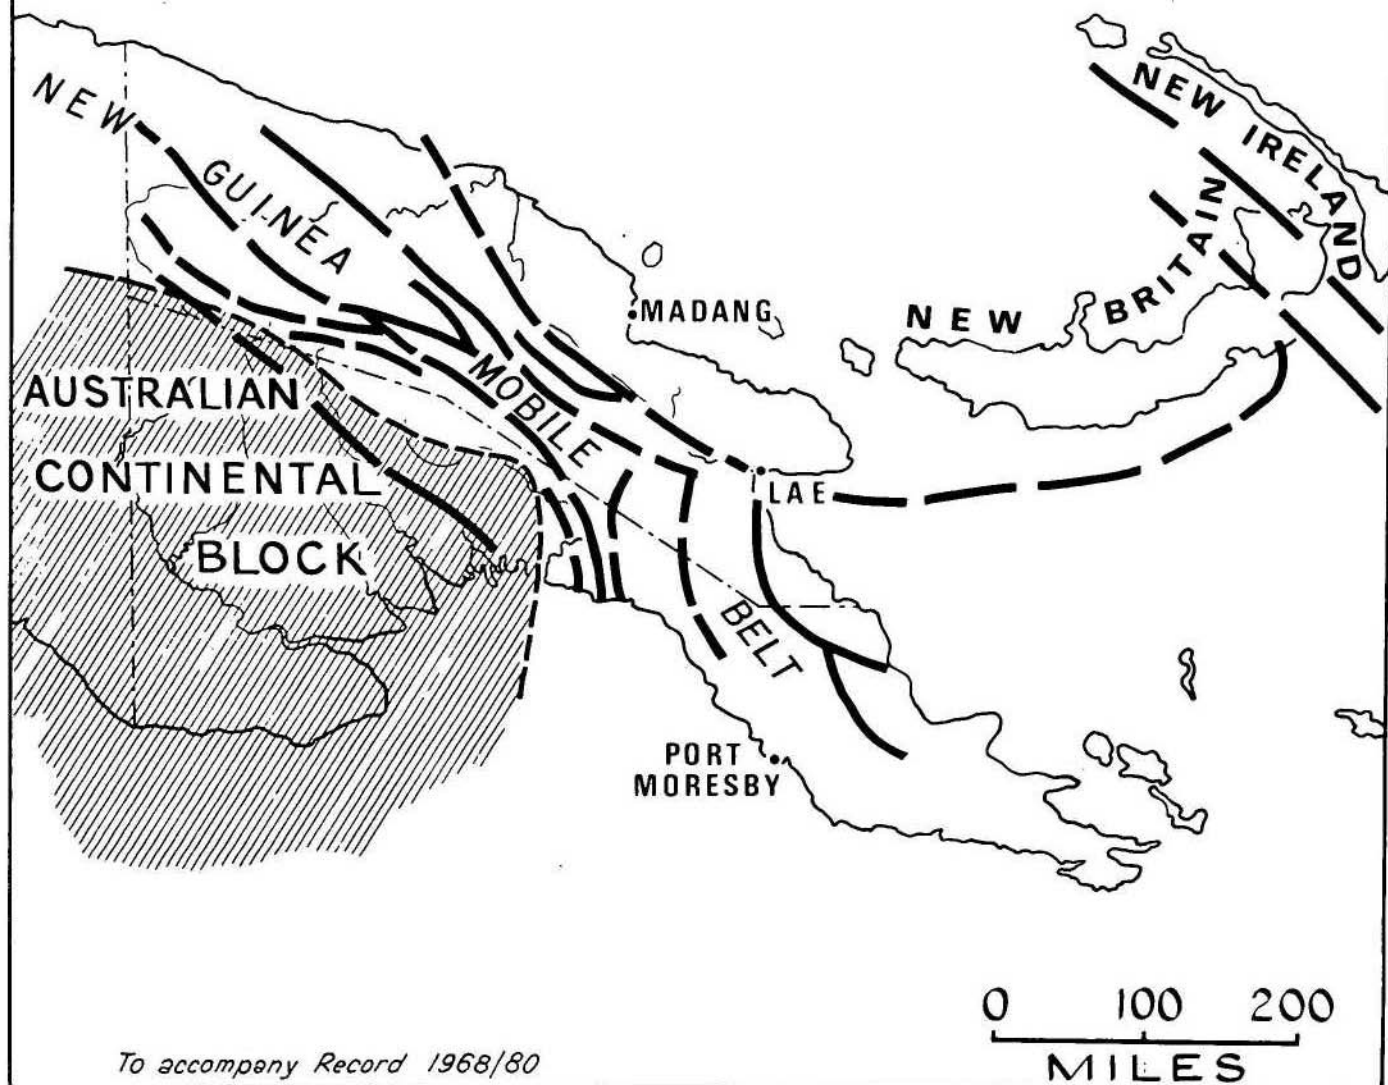 NEW IRELAND
NEW GUINEA
MOBILE
BELT
NEW BRITAIN
MADANG
AUSTRALIAN
CONTINENTAL
BLOCK
LAE
PORT
MORESBY
0 100 200
MILES
To accompany Record 1968/80